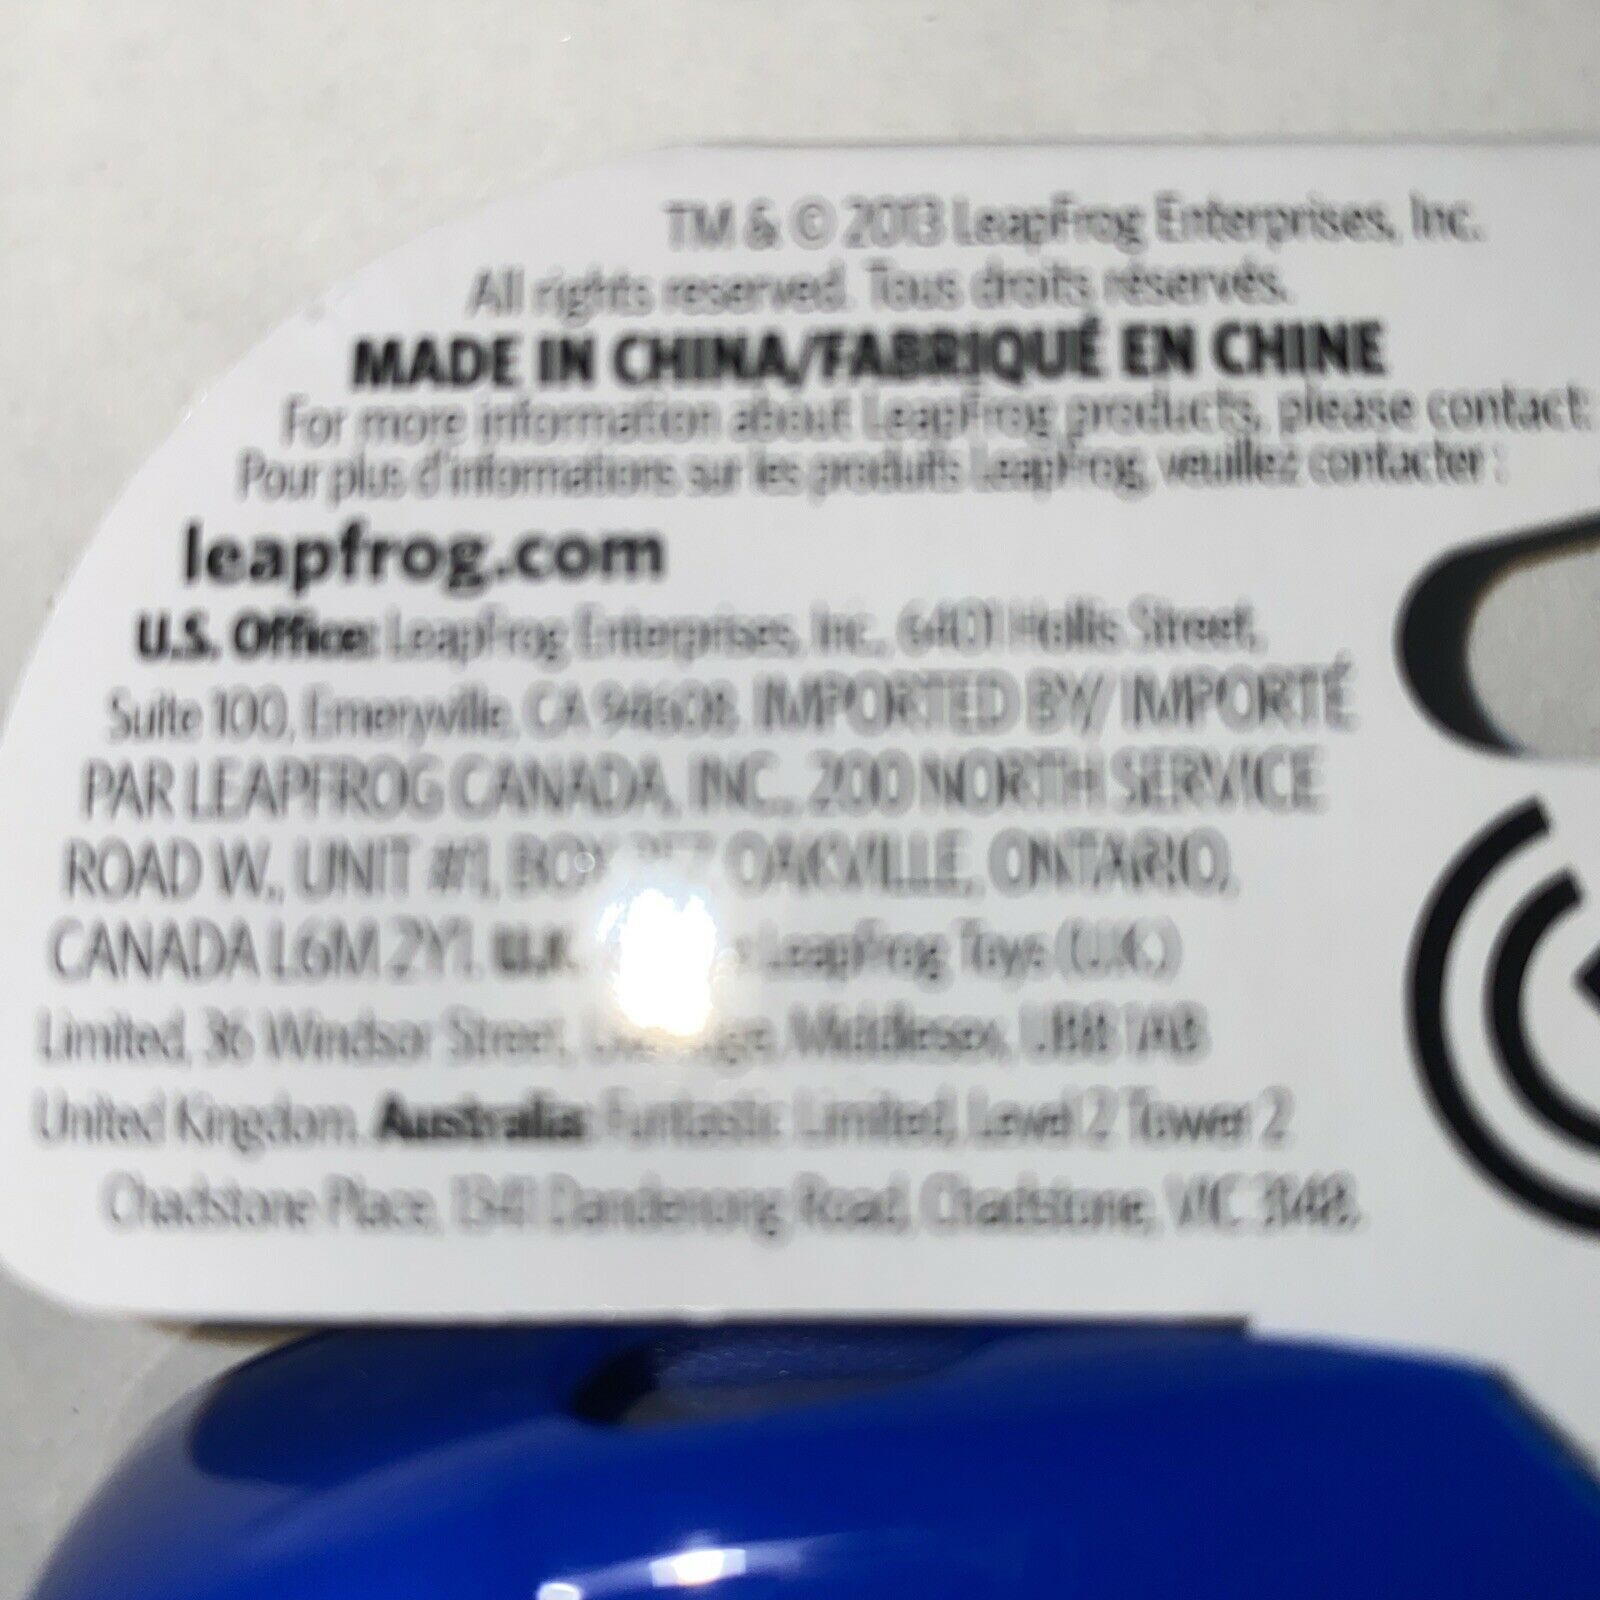 TM & © 2013 LeapFrog Enterprises, Inc.
All rights reserved. Tous droits réservés.
MADE IN CHINA/FABRIQUÉ EN CHINE
For more information about LeapFrog products, please contact:
Pour plus d'informations sur les produits LeapFrog, veuillez contacter :
leapfrog.com
U.S. Office: LeapFrog Enterprises, Inc., 6401 Hollis Street,
Suite 100, Emeryville, CA 94608. IMPORTED BY/ IMPORTÉ
PAR LEAPFROG CANADA, INC., 200 NORTH SERVICE
ROAD W., UNIT #1, BOX OAKVILLE, ONTARIO,
CANADA L6M 2Y1. U.K. LeapFrog Toys (U.K.)
Limited, 36 Windsor Street, Middlesex, UB8 1AB
United Kingdom. Australia: Funtastic Limited, Level 2 Tower 2
Chadstone Place, 1341 Dandenong Road, Chadstone, VIC 3148.